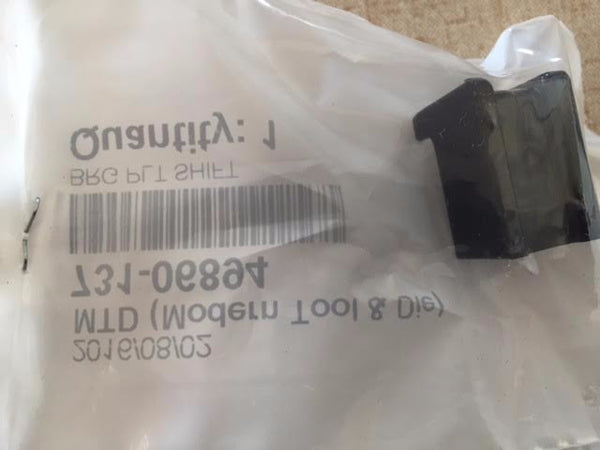 2016/08/02
MTD (Modern Tool & Die)
731-06894
BRG PLT SHIFT
Quantity: 1